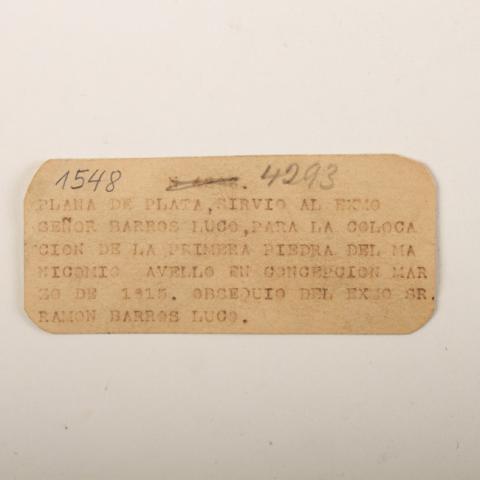 1548 4293
PLANA DE PLATA,SIRVIO AL EXMO
SEÑOR BARROS LUCO,PARA LA COLOCA
CION DE LA PRIMERA PIEDRA DEL MA
NICOMIO AVELLO EN CONCEPCION MAR
ZO DE 1915. OBSEQUIO DEL EXMO SR.
RAMON BARROS LUCO.